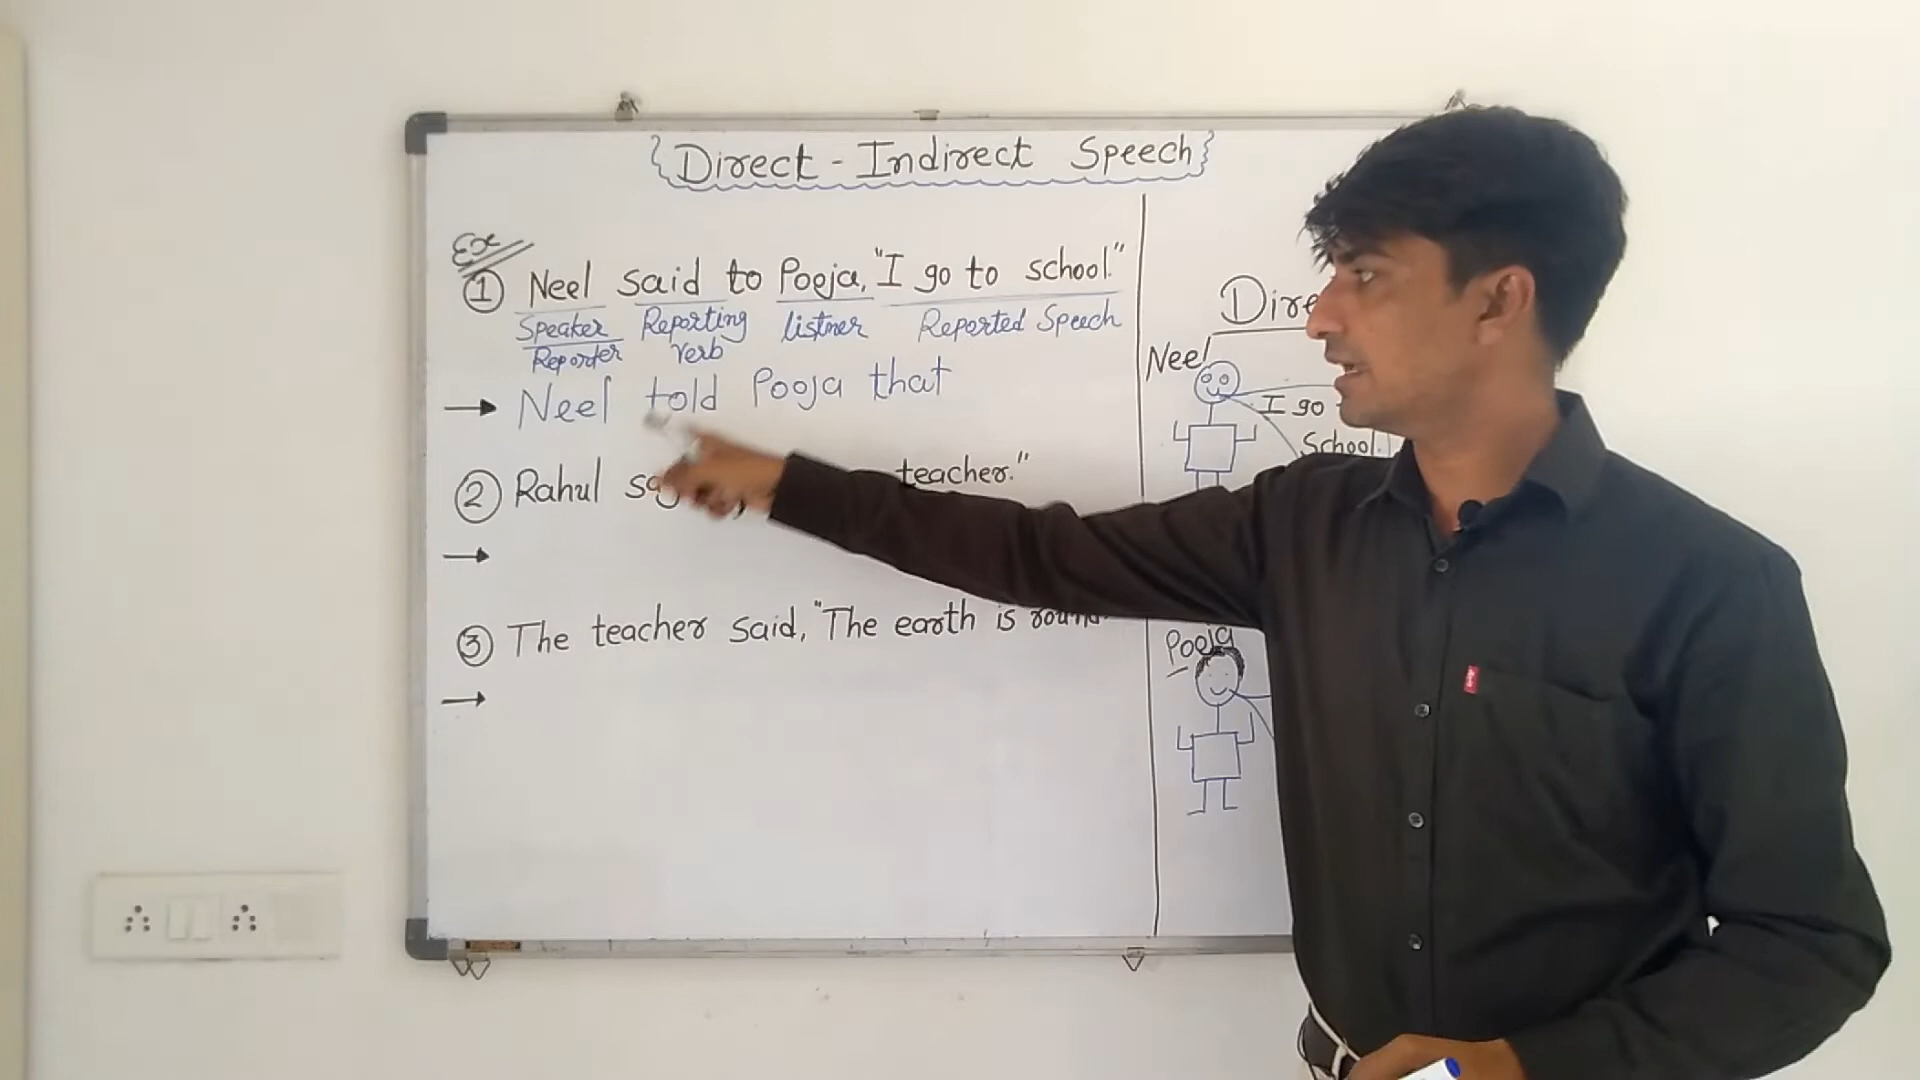 Direct - Indirect Speech
Ex
① Neel said to Pooja, "I go to school."
Speaker Reporting listner Reported Speech
Reporter verb
→ Neel told Pooja that
② Rahul teacher."
→
③ The teacher said, "The earth is round.
→
Neel
I go
School.
Pooja